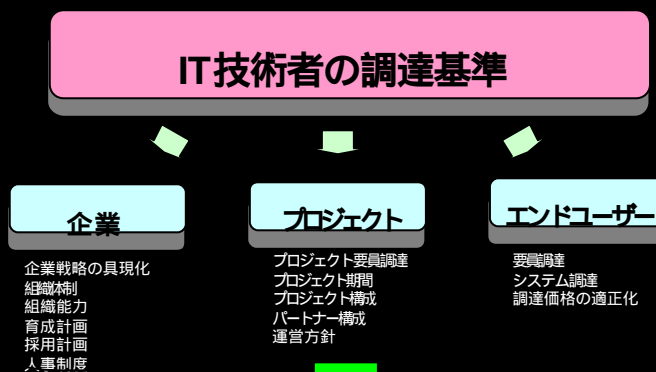 IT技術者の調達基準
企業
企業戦略の具現化
組織体制
組織能力
育成計画
採用計画
人事制度
プロジェクト
プロジェクト要員調達
プロジェクト期間
プロジェクト構成
パートナー構成
運営方針
エンドユーザー
要員調達
システム調達
調達価格の適正化